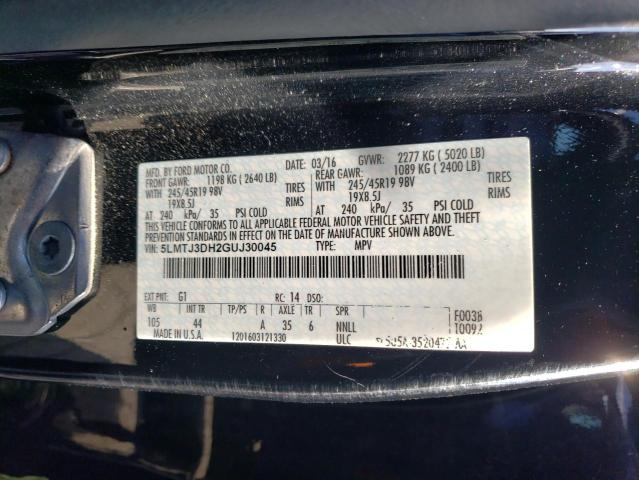 MFD. BY FORD MOTOR CO.
DATE: 03/16 GVWR: 2277 KG ( 5020 LB)
FRONT GAWR: 1198 KG ( 2640 LB)
REAR GAWR: 1089 KG ( 2400 LB)
WITH 245/45R19 98V TIRES
WITH 245/45R19 98V TIRES
19X8.5J RIMS
19X8.5J RIMS
AT 240 kPa/ 35 PSI COLD
AT 240 kPa/ 35 PSI COLD
THIS VEHICLE CONFORMS TO ALL APPLICABLE FEDERAL MOTOR VEHICLE SAFETY AND THEFT PREVENTION STANDARDS IN EFFECT ON THE
DATE OF MANUFACTURE SHOWN ABOVE.
VIN: 5LMTJ3DH2GUJ30045 TYPE: MPV
EXT PNT: G1 RC: 14 DSO:
WB INT TR TP/PS R AXLE TR SPR
105 44 A 35 6 NNLL
MADE IN U.S.A. 1201603121330 ULC